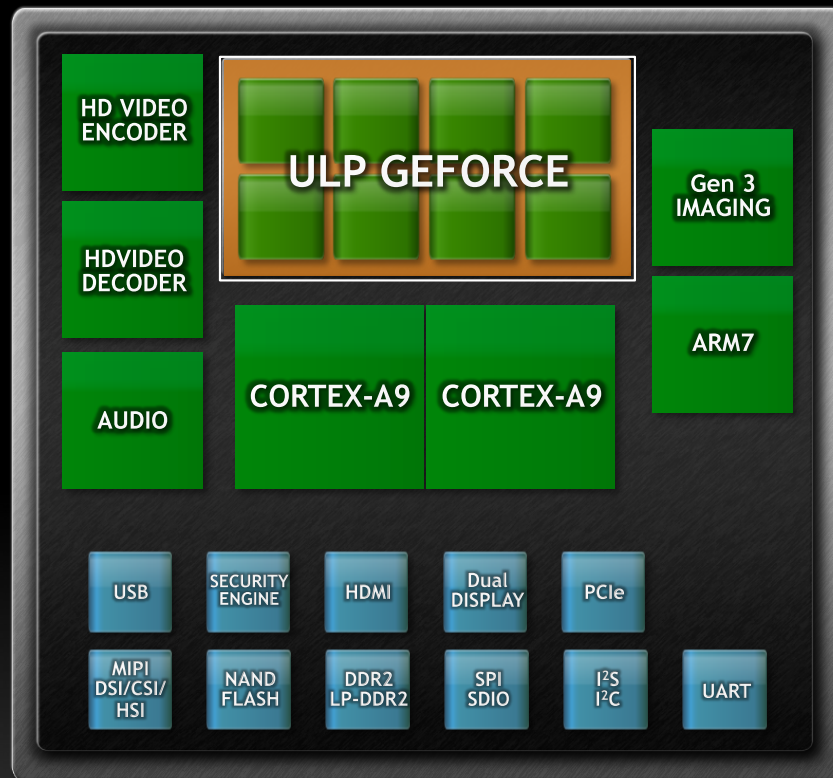 HD VIDEO
ENCODER
ULP GEFORCE
Gen 3
IMAGING
HDVIDEO
DECODER
ARM7
AUDIO
CORTEX-A9
CORTEX-A9
USB
SECURITY
ENGINE
HDMI
Dual
DISPLAY
PCIe
MIPI
DSI/CSI/
HSI
NAND
FLASH
DDR2
LP-DDR2
SPI
SDIO
I²S
I²C
UART